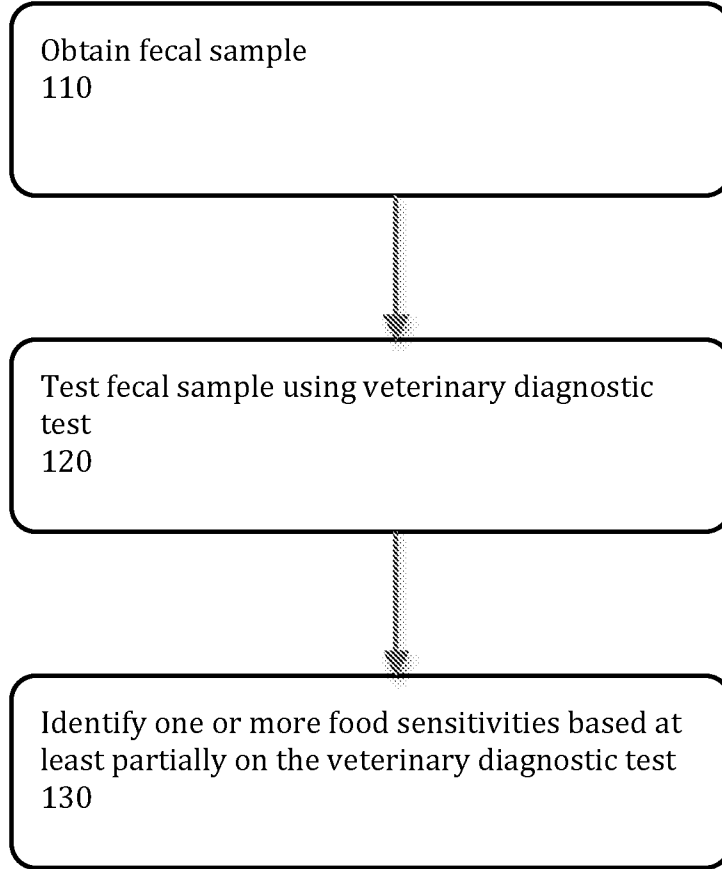 Obtain fecal sample
110
Test fecal sample using veterinary diagnostic
test
120
Identify one or more food sensitivities based at
least partially on the veterinary diagnostic test
130